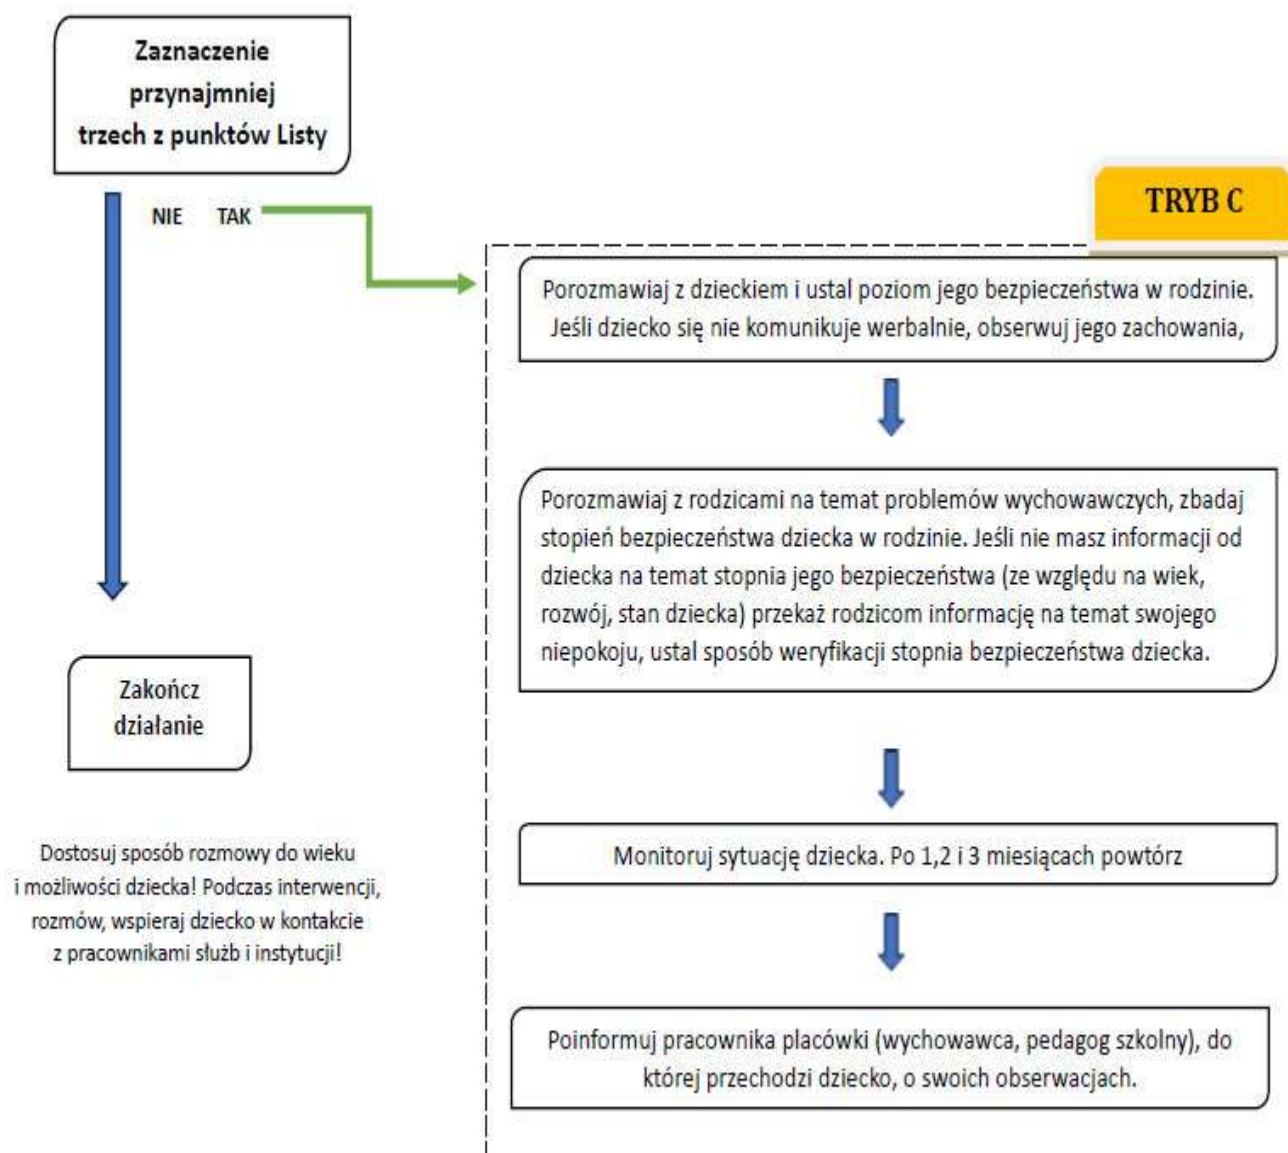 Zaznaczenie
przynajmniej
trzech z punktów Listy
NIE TAK
TRYB C
Porozmawiaj z dzieckiem i ustal poziom jego bezpieczeństwa w rodzinie.
Jeśli dziecko się nie komunikuje werbalnie, obserwuj jego zachowania,
Porozmawiaj z rodzicami na temat problemów wychowawczych, zbadaj
stopień bezpieczeństwa dziecka w rodzinie. Jeśli nie masz informacji od
dziecka na temat stopnia jego bezpieczeństwa (ze względu na wiek,
rozwój, stan dziecka) przekaż rodzicom informację na temat swojego
niepokoju, ustal sposób weryfikacji stopnia bezpieczeństwa dziecka.
Zakończ
działanie
Monitoruj sytuację dziecka. Po 1,2 i 3 miesiącach powtórz
Dostosuj sposób rozmowy do wieku
i możliwości dziecka! Podczas interwencji,
rozmów, wspieraj dziecko w kontakcie
z pracownikami służb i instytucji!
Poinformuj pracownika placówki (wychowawca, pedagog szkolny), do
której przechodzi dziecko, o swoich obserwacjach.